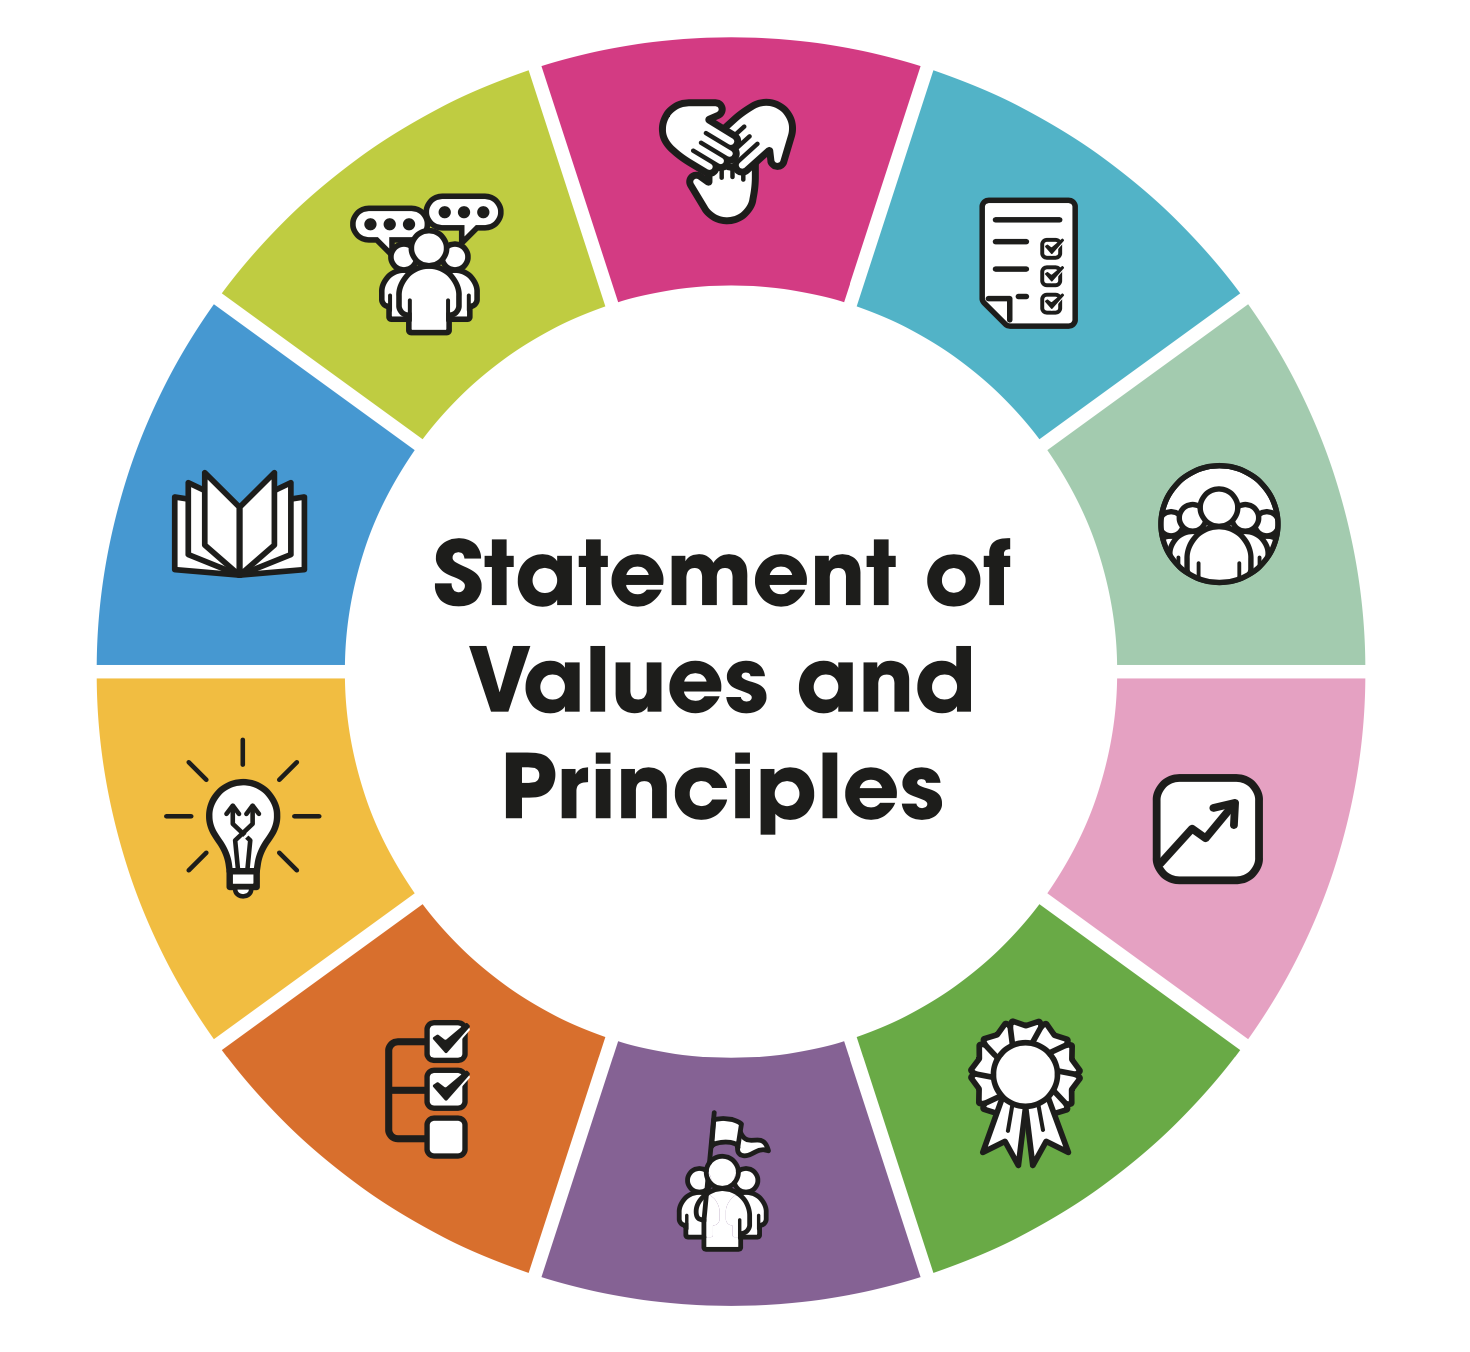 Statement of
Values and
Principles